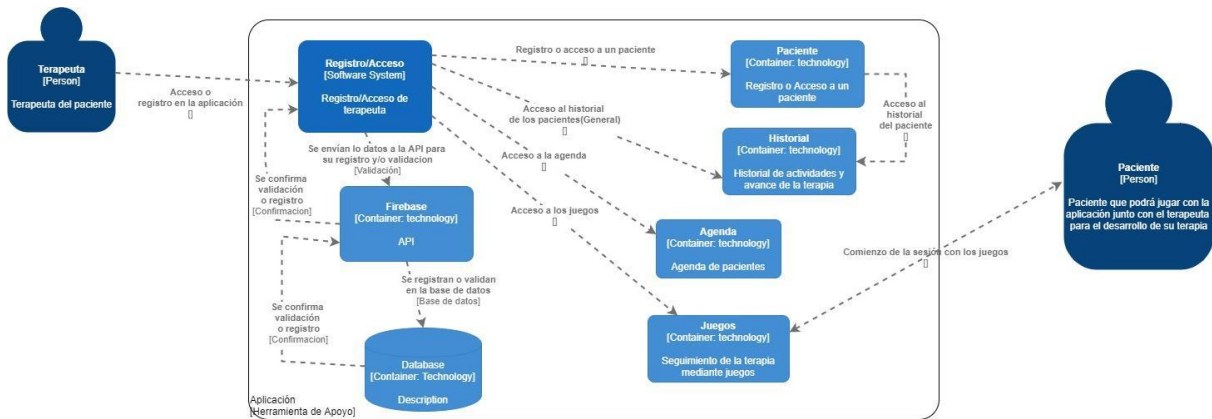 Terapeuta
[Person]
Terapeuta del paciente
Acceso o
registro en la aplicación
Registro/Acceso
[Software System]
Registro/Acceso de
terapeuta
Registro o acceso a un paciente
Paciente
[Container: technology]
Registro o Acceso a un
paciente
Acceso al historial
de los pacientes(General)
Acceso al
historial
del paciente
Historial
[Container: technology]
Historial de actividades y
avance de la terapia
Acceso a la agenda
Se envían lo datos a la API para
su registro y/o validacion
[Validación]
Se confirma
validación
o registro
[Confirmacion]
Firebase
[Container: technology]
API
Acceso a los juegos
Agenda
[Container: technology]
Agenda de pacientes
Paciente
[Person]
Paciente que podrá jugar con la
aplicación junto con el terapeuta
para el desarrollo de su terapia
Comienzo de la sesión con los juegos
Se registran o validan
en la base de datos
[Base de datos]
Se confirma
validación
o registro
[Confirmacion]
Juegos
[Container: technology]
Seguimiento de la terapia
mediante juegos
Database
[Container: Technology]
Description
Aplicación
[Herramienta de Apoyo]